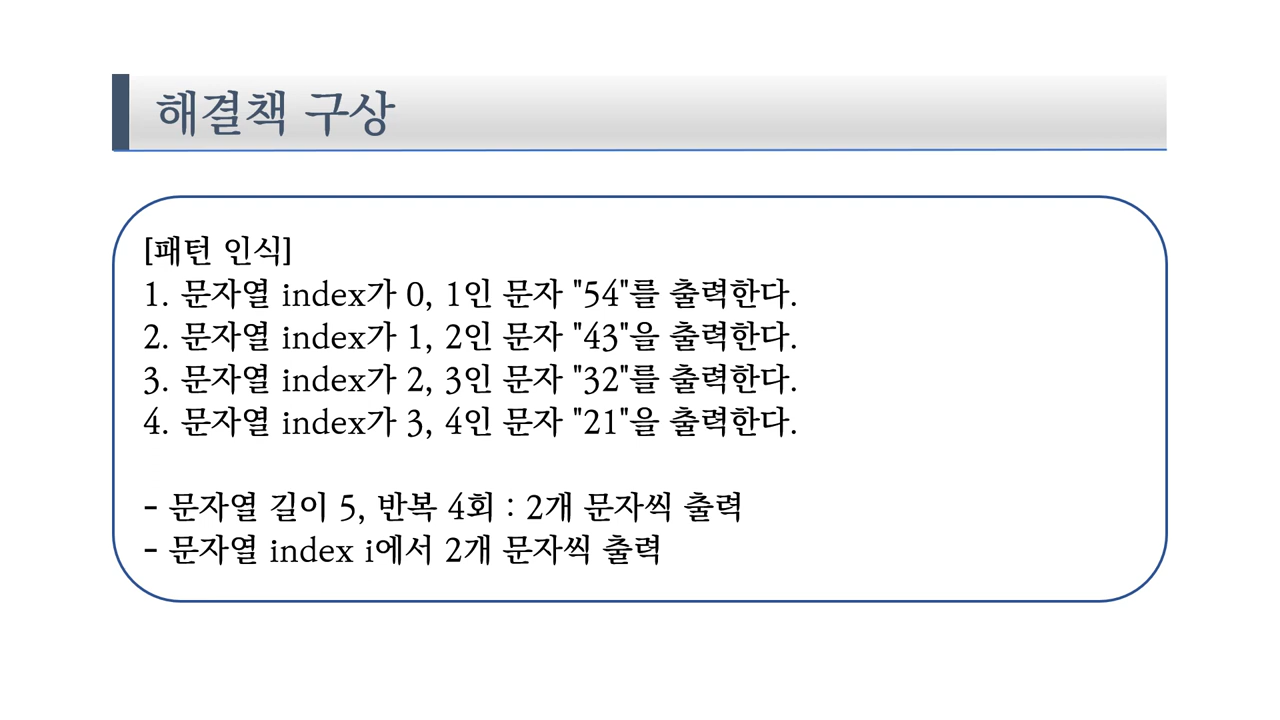 해결책 구상
[패턴 인식]
1. 문자열 index가 0, 1인 문자 "54"를 출력한다.
2. 문자열 index가 1, 2인 문자 "43"을 출력한다.
3. 문자열 index가 2, 3인 문자 "32"를 출력한다.
4. 문자열 index가 3, 4인 문자 "21"을 출력한다.
- 문자열 길이 5, 반복 4회 : 2개 문자씩 출력
- 문자열 index i에서 2개 문자씩 출력